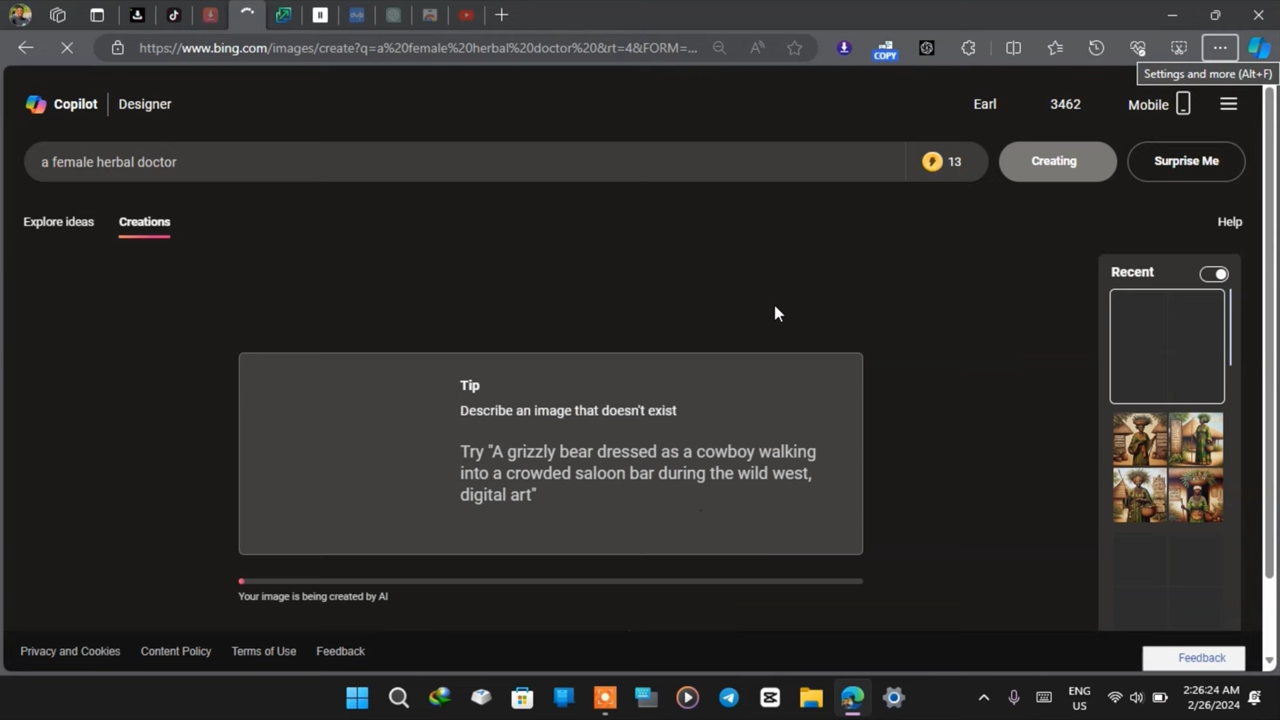 https://www.bing.com/images/create?q=a%20female%20herbal%20doctor%20&rt=4&FORM=...
COPY
Settings and more (Alt+F)
Copilot
Designer
Earl
3462
Mobile
a female herbal doctor
13
Creating
Surprise Me
Explore ideas
Creations
Help
Recent
Tip
Describe an image that doesn't exist
Try "A grizzly bear dressed as a cowboy walking
into a crowded saloon bar during the wild west,
digital art"
Your image is being created by AI
Privacy and Cookies
Content Policy
Terms of Use
Feedback
Feedback
ENG
US
2:26:24 AM
2/26/2024